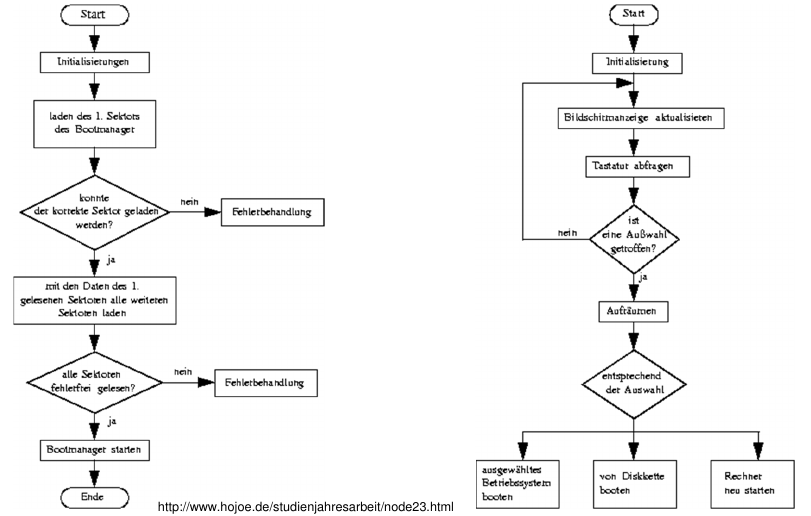 Start
Initialisierungen
laden des 1. Sektors
des Bootmanager
konnte
der korrekte Sektor geladen
werden?
nein
Fehlerbehandlung
ja
mit den Daten des 1.
gelesenen Sektoren alle weiteren
Sektoren laden
alle Sektoren
fehlerfrei gelesen?
nein
Fehlerbehandlung
ja
Bootmanager starten
Ende
Start
Initialisierung
Bildschirmanzeige aktualisieren
Tastatur abfragen
ist
eine Außwahl
getroffen?
nein
ja
Aufräumen
entsprechend
der Auswahl
ausgewähltes
Betriebssystem
booten
von Diskkette
booten
Rechner
neu starten
http://www.hojoe.de/studienjahresarbeit/node23.html